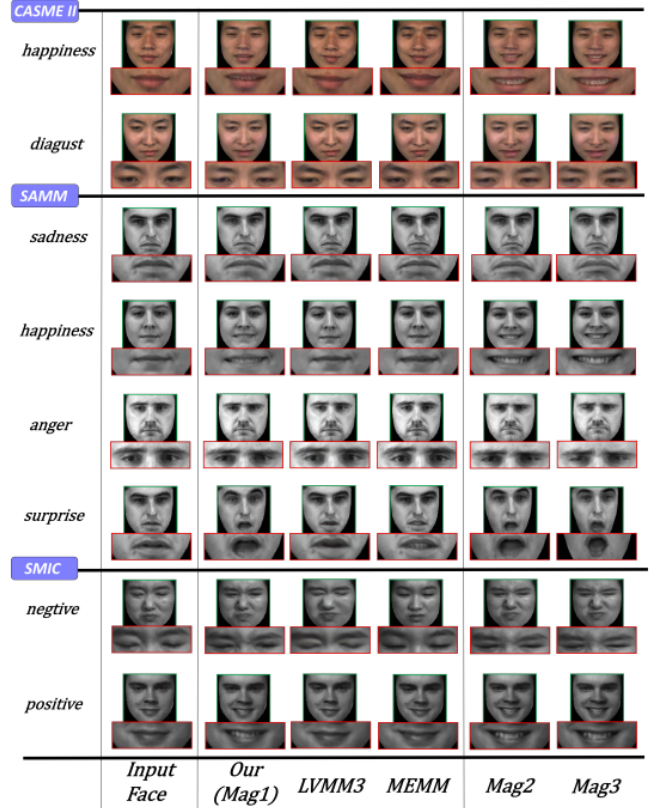 CASME II
happiness
diagust
SAMM
sadness
happiness
anger
surprise
SMIC
negtive
positive
Input Face
Our (Mag1)
LVMM3
MEMM
Mag2
Mag3